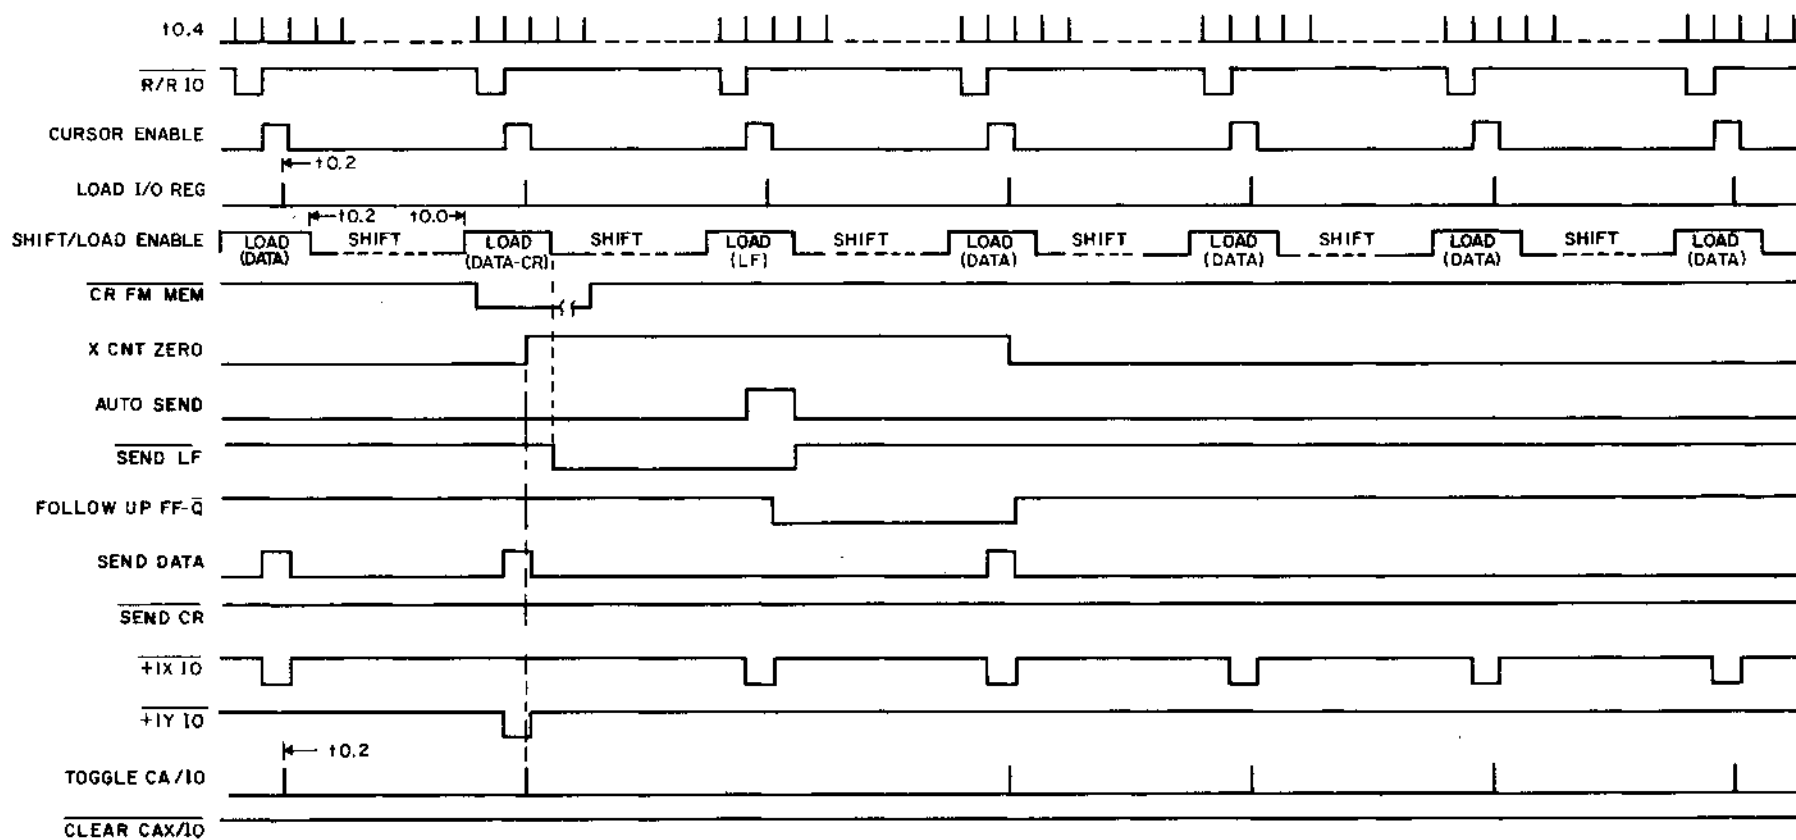 t0.4
R/R IO
CURSOR ENABLE
t0.2
LOAD I/O REG
t0.2 t0.0
SHIFT/LOAD ENABLE LOAD SHIFT LOAD SHIFT LOAD SHIFT LOAD SHIFT LOAD SHIFT LOAD SHIFT LOAD
(DATA) (DATA-CR) (LF) (DATA) (DATA) (DATA) (DATA)
CR FM MEM
X CNT ZERO
AUTO SEND
SEND LF
FOLLOW UP FF-Q̅
SEND DATA
SEND CR
+1X IO
+1Y IO
t0.2
TOGGLE CA/IO
CLEAR CAX/IO